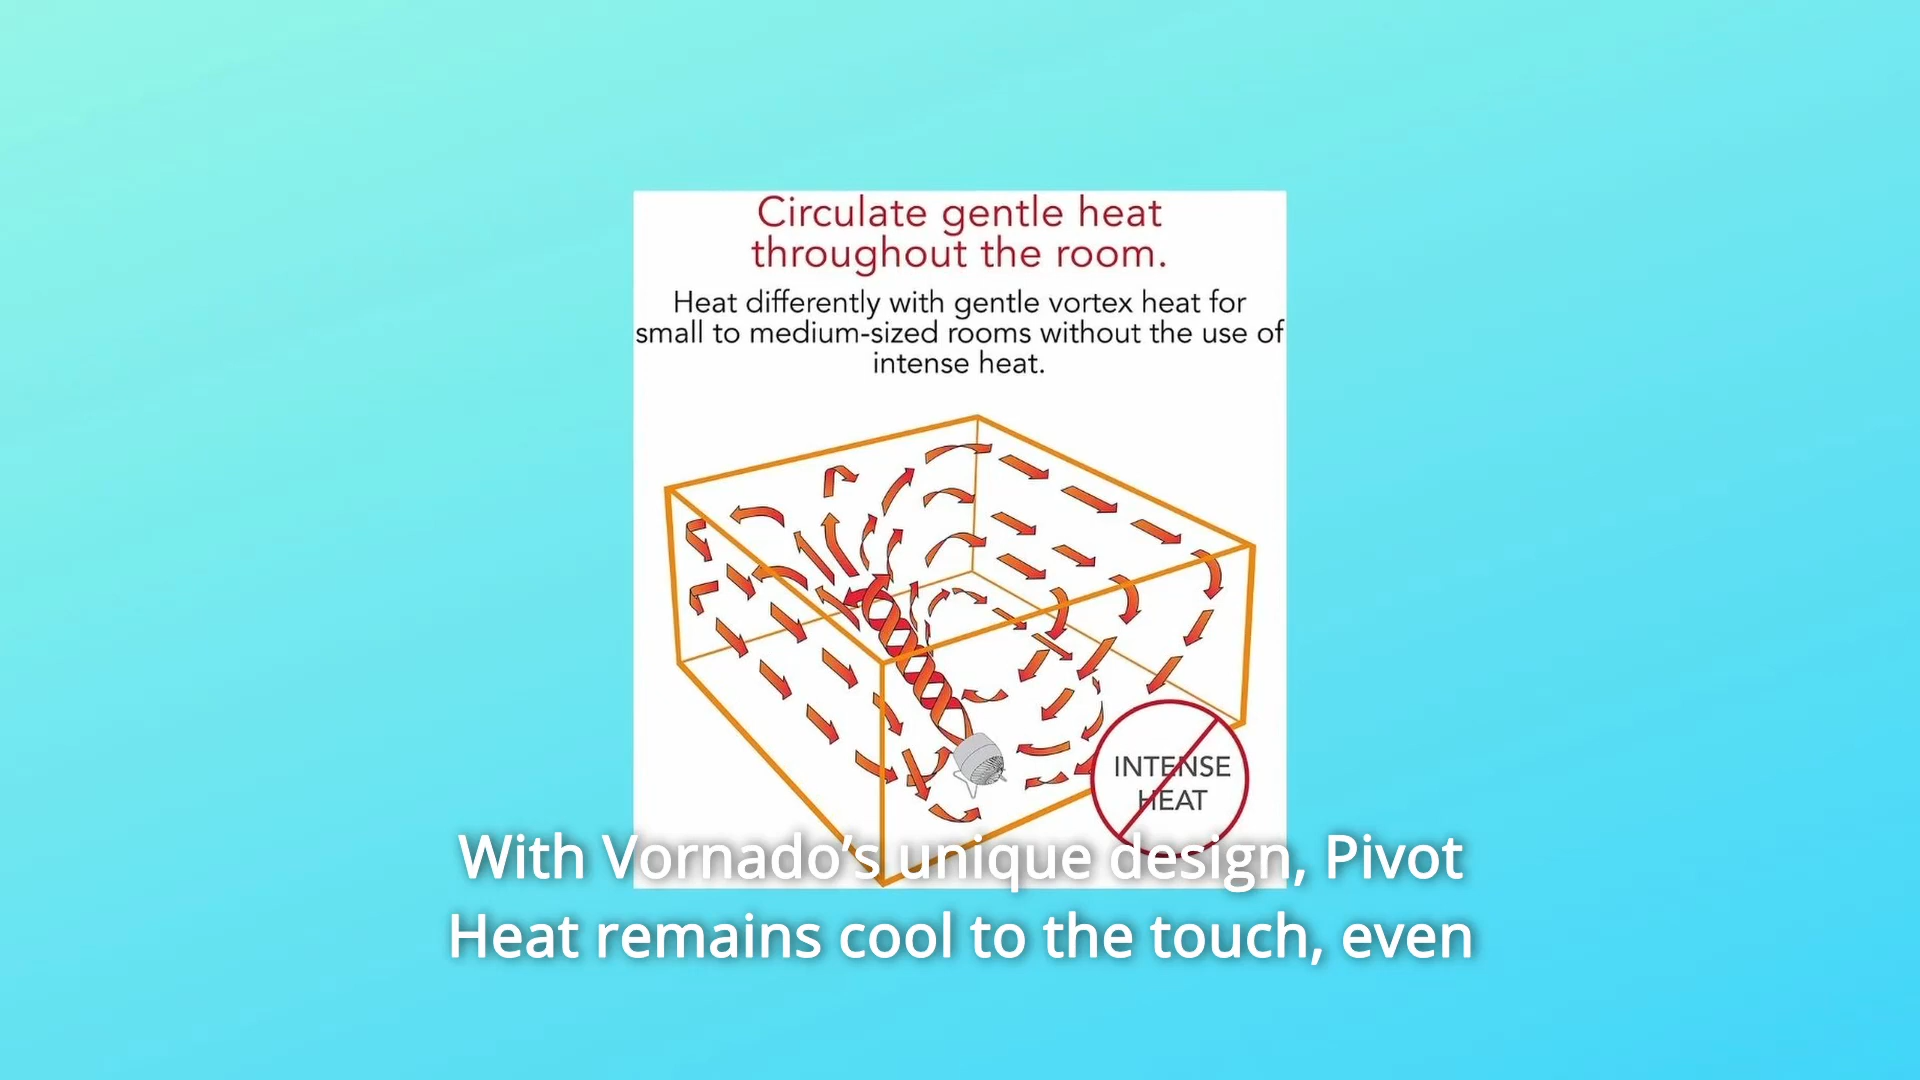 Circulate gentle heat
throughout the room.
Heat differently with gentle vortex heat for
small to medium-sized rooms without the use of
intense heat.
INTENSE
HEAT
With Vornado’s unique design, Pivot
Heat remains cool to the touch, even